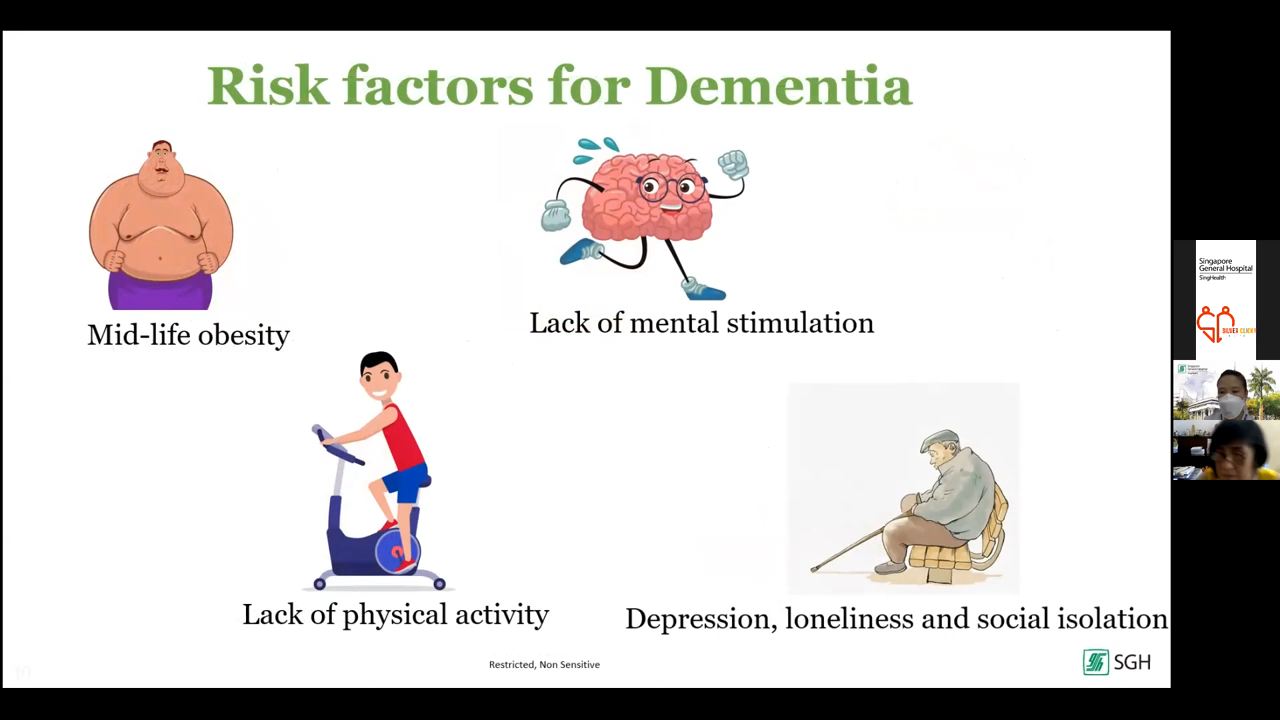 Risk factors for Dementia
Mid-life obesity
Lack of mental stimulation
Lack of physical activity
Depression, loneliness and social isolation
Restricted, Non Sensitive
SGH
10
Singapore
General Hospital
SingHealth